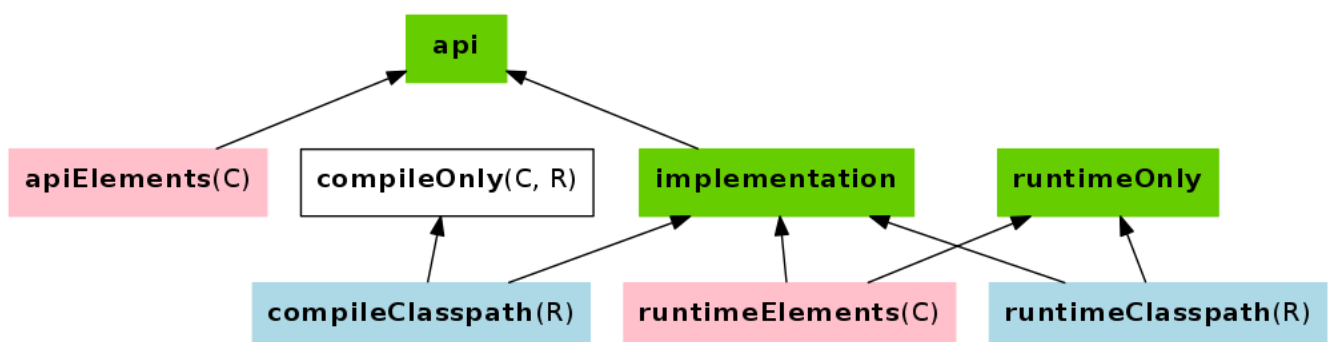 api
apiElements(C)
compileOnly(C, R)
implementation
runtimeOnly
compileClasspath(R)
runtimeElements(C)
runtimeClasspath(R)